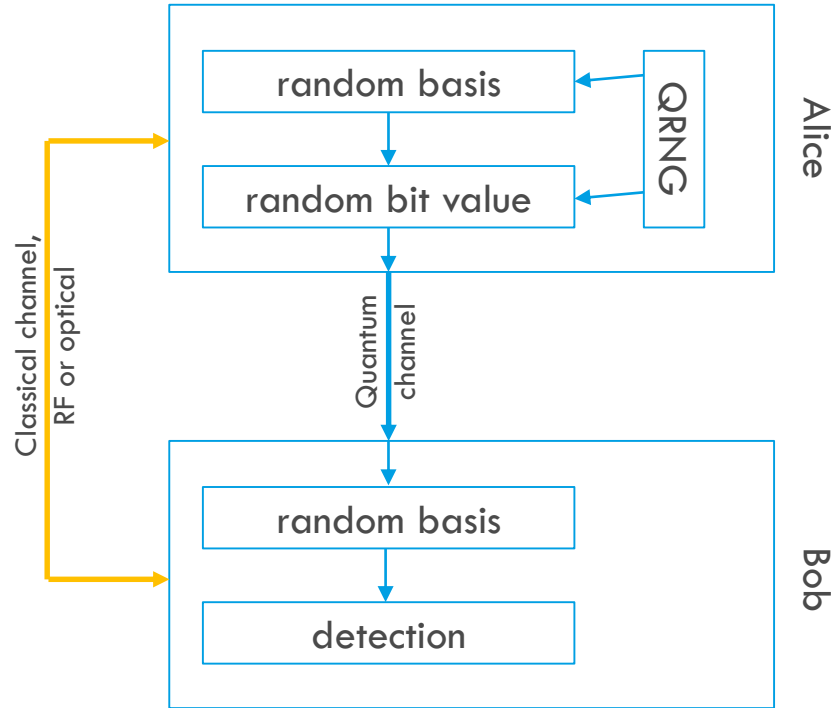 random basis
QRNG
Alice
random bit value
Classical channel,
RF or optical
Quantum
channel
random basis
Bob
detection